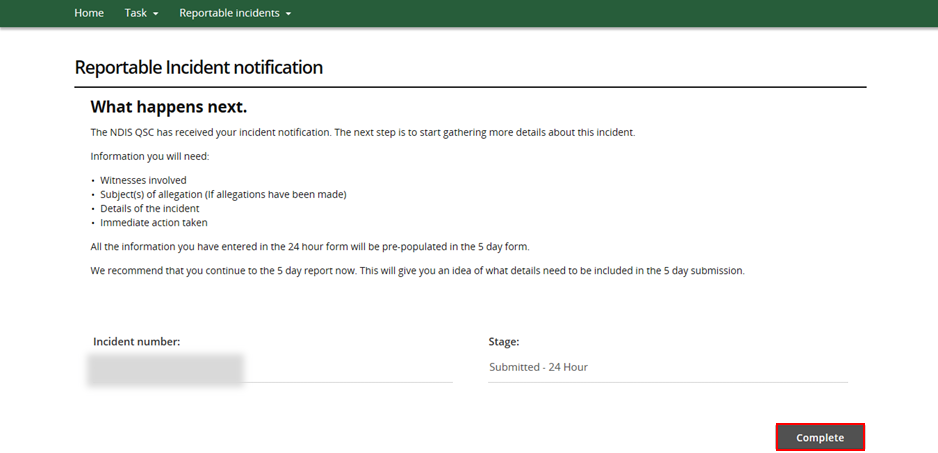 Home Task Reportable incidents
Reportable Incident notification
What happens next.
The NDIS QSC has received your incident notification. The next step is to start gathering more details about this incident.
Information you will need:
• Witnesses involved
• Subject(s) of allegation (If allegations have been made)
• Details of the incident
• Immediate action taken
All the information you have entered in the 24 hour form will be pre-populated in the 5 day form.
We recommend that you continue to the 5 day report now. This will give you an idea of what details need to be included in the 5 day submission.
Incident number: Stage:
Submitted - 24 Hour
Complete